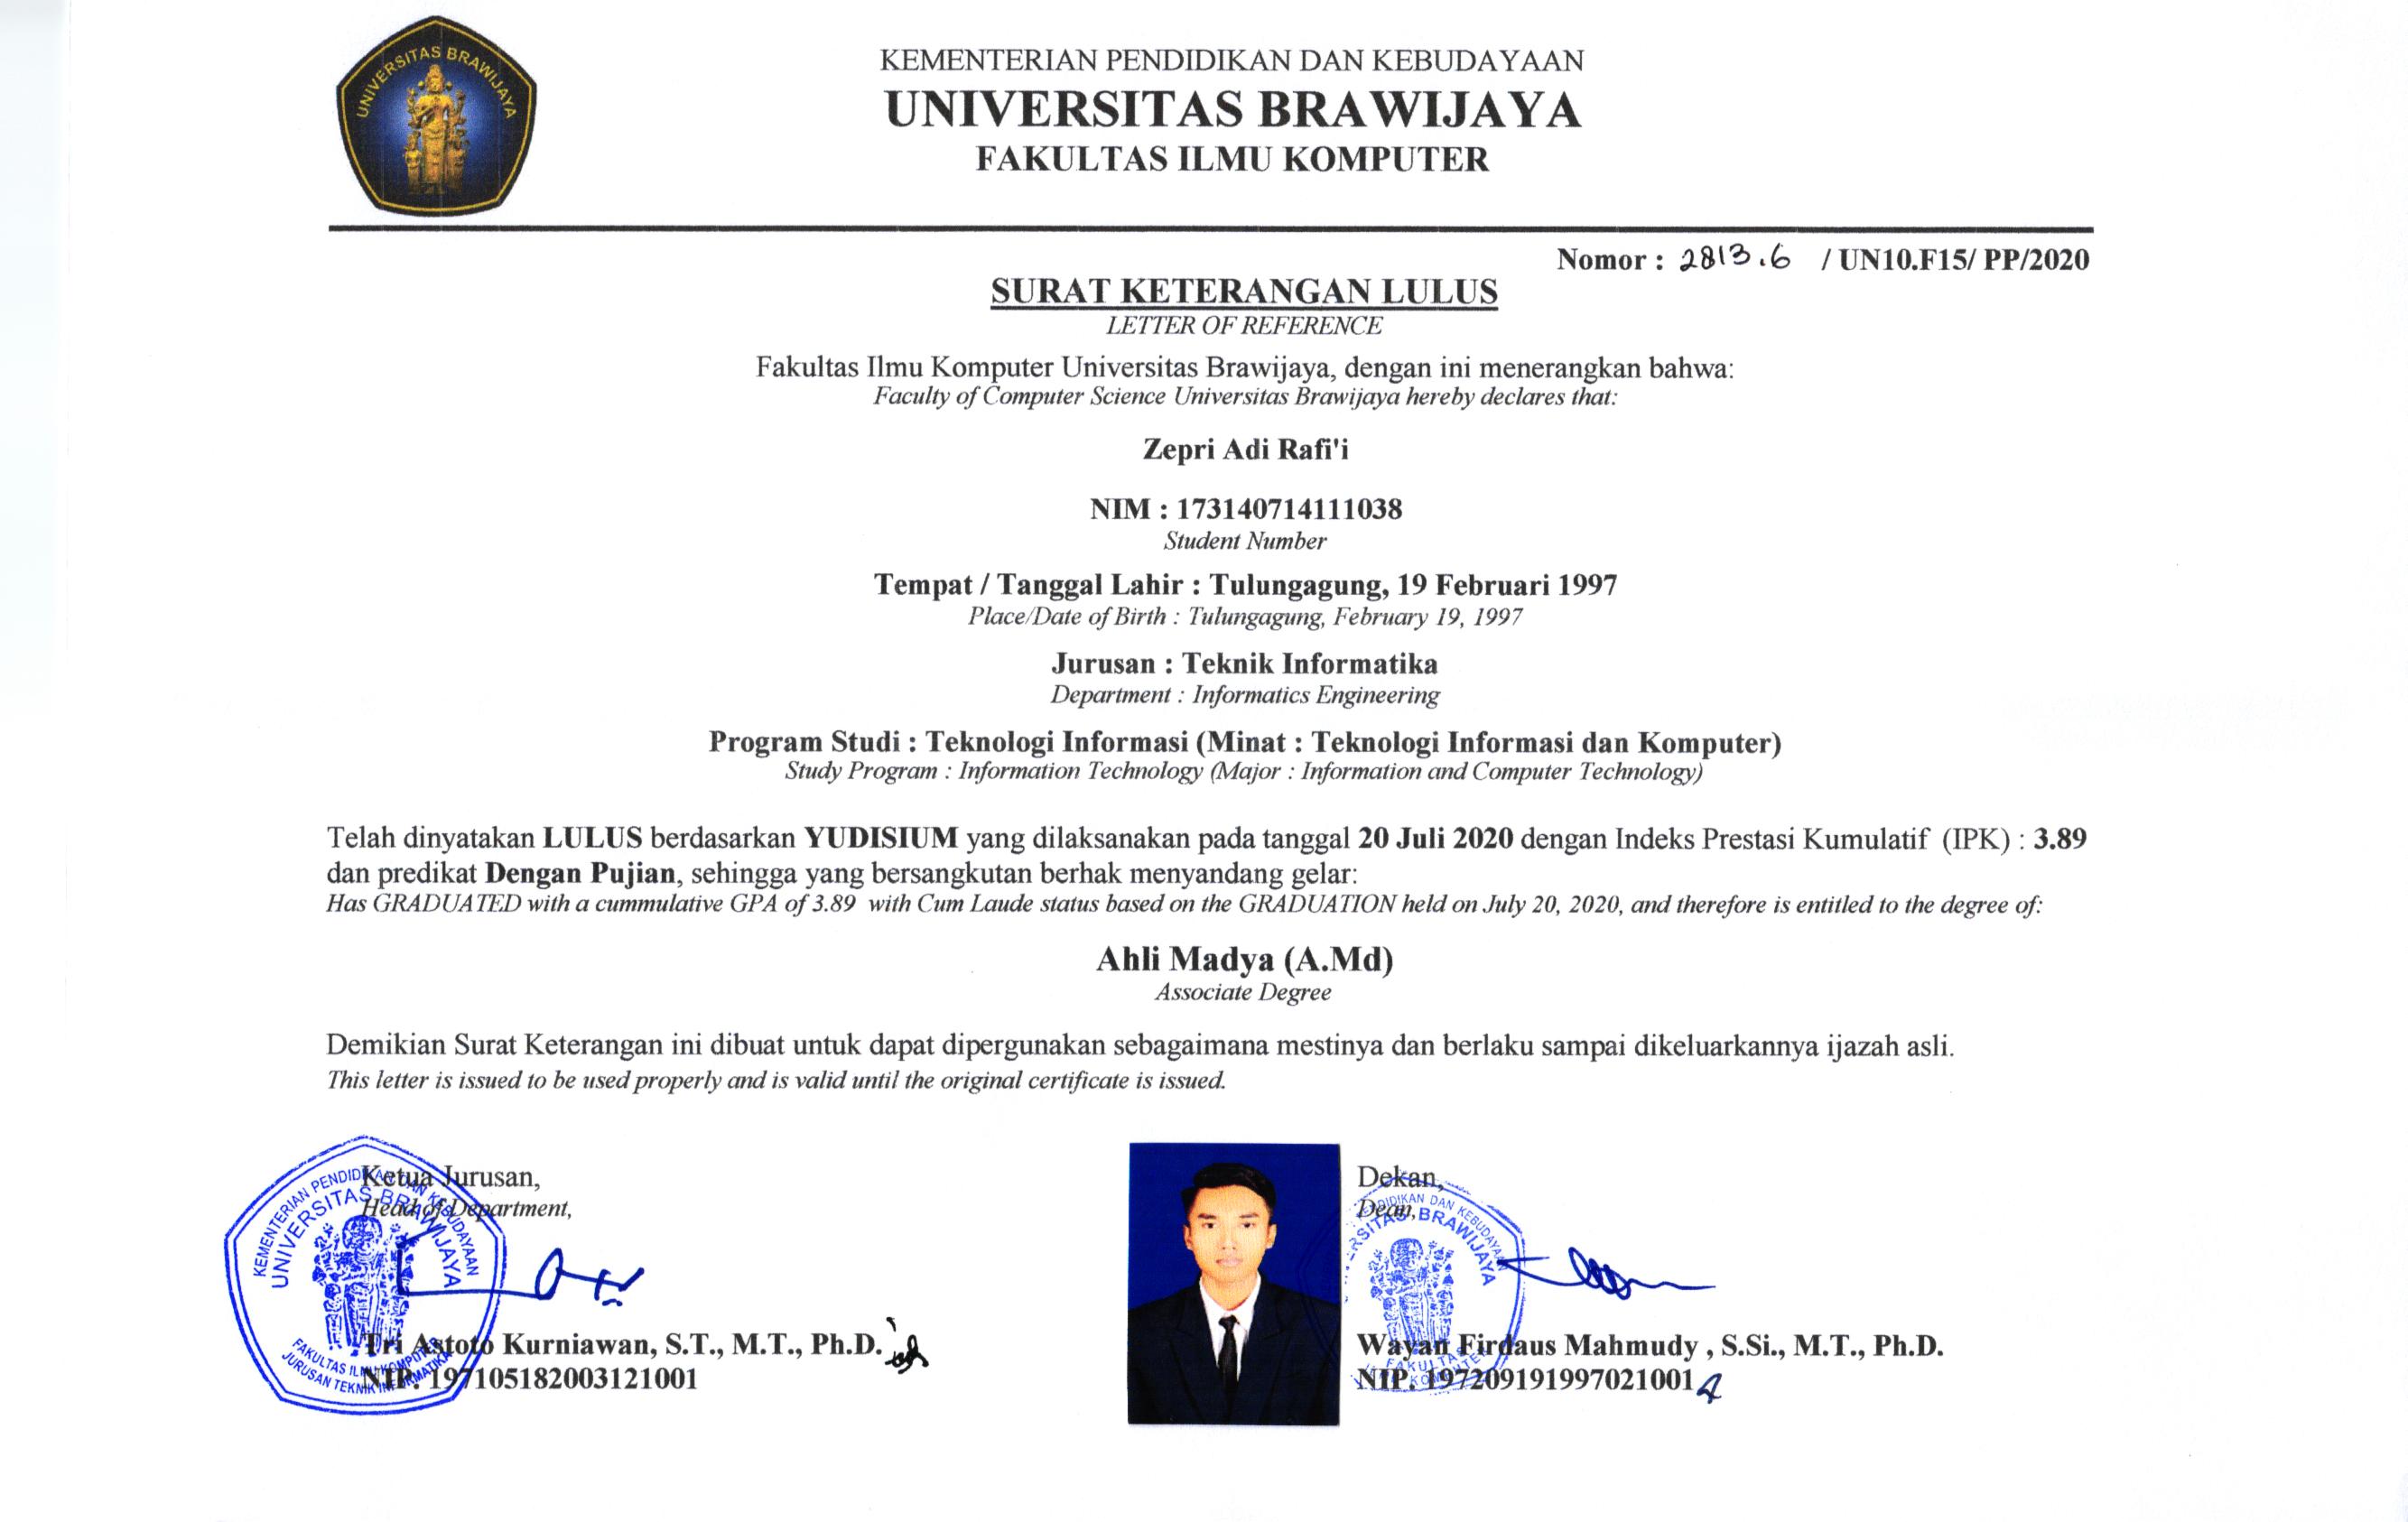 UNIVERSITAS BRAWIJAYA
KEMENTERIAN PENDIDIKAN DAN KEBUDAYAAN
UNIVERSITAS BRAWIJAYA
FAKULTAS ILMU KOMPUTER
Nomor : 2813.6 / UN10.F15/ PP/2020
SURAT KETERANGAN LULUS
LETTER OF REFERENCE
Fakultas Ilmu Komputer Universitas Brawijaya, dengan ini menerangkan bahwa:
Faculty of Computer Science Universitas Brawijaya hereby declares that:
Zepri Adi Rafi'i
NIM : 173140714111038
Student Number
Tempat / Tanggal Lahir : Tulungagung, 19 Februari 1997
Place/Date of Birth : Tulungagung, February 19, 1997
Jurusan : Teknik Informatika
Department : Informatics Engineering
Program Studi : Teknologi Informasi (Minat : Teknologi Informasi dan Komputer)
Study Program : Information Technology (Major : Information and Computer Technology)
Telah dinyatakan LULUS berdasarkan YUDISIUM yang dilaksanakan pada tanggal 20 Juli 2020 dengan Indeks Prestasi Kumulatif (IPK) : 3.89
dan predikat Dengan Pujian, sehingga yang bersangkutan berhak menyandang gelar:
Has GRADUATED with a cummulative GPA of 3.89 with Cum Laude status based on the GRADUATION held on July 20, 2020, and therefore is entitled to the degree of:
Ahli Madya (A.Md)
Associate Degree
Demikian Surat Keterangan ini dibuat untuk dapat dipergunakan sebagaimana mestinya dan berlaku sampai dikeluarkannya ijazah asli.
This letter is issued to be used properly and is valid until the original certificate is issued.
Ketua Jurusan,
Head of Department,
KEMENTERIAN PENDIDIKAN DAN KEBUDAYAAN
UNIVERSITAS BRAWIJAYA
FAKULTAS ILMU KOMPUTER
JURUSAN TEKNIK INFORMATIKA
Tri Astoto Kurniawan, S.T., M.T., Ph.D.
NIP. 197105182003121001
Dekan,
Dean,
PENDIDIKAN DAN KEBUDAYAAN
BRAWIJAYA
FAKULTAS
KOMPUTER
Wayan Firdaus Mahmudy , S.Si., M.T., Ph.D.
NIP. 197209191997021001